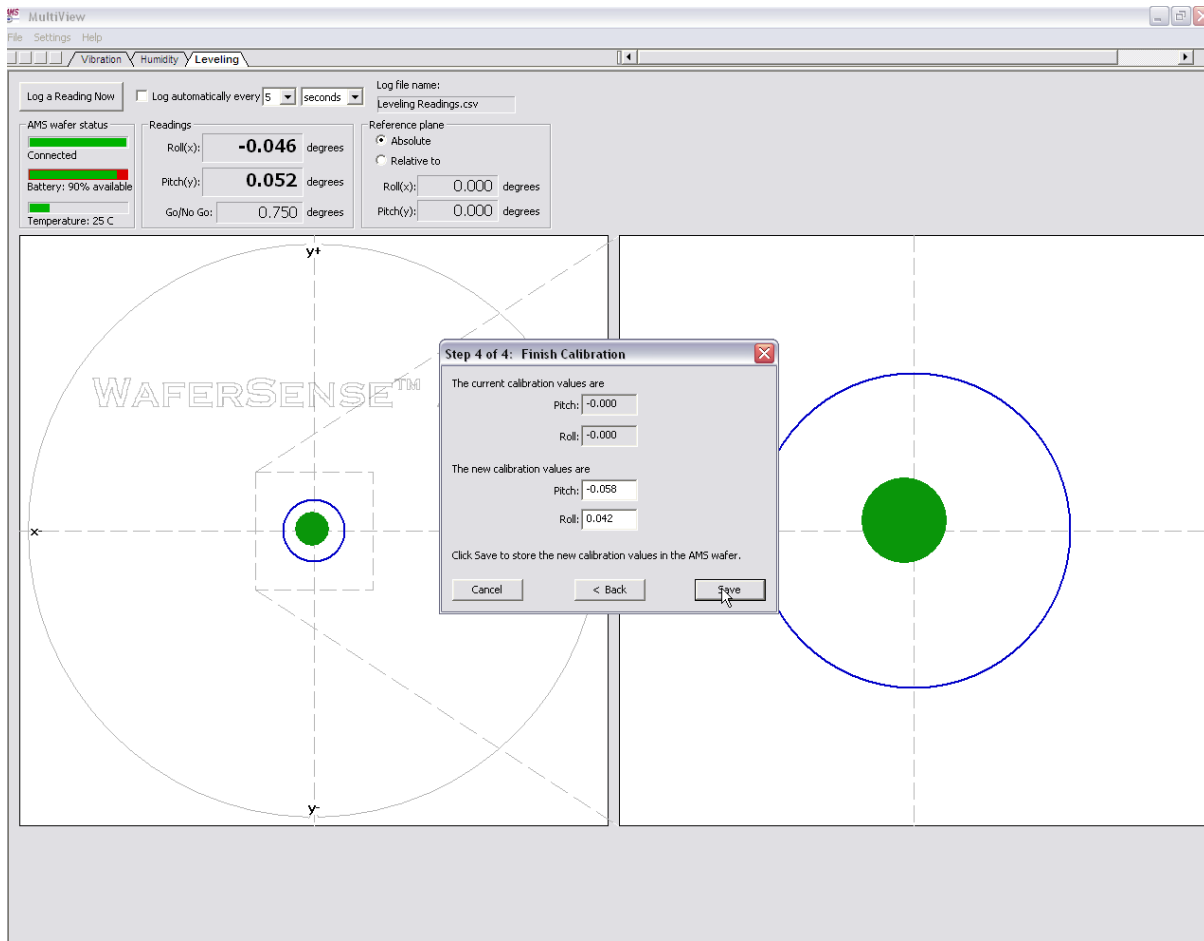 AMS MultiView
File Settings Help
Vibration Humidity Leveling
Log a Reading Now
Log automatically every 5 seconds
Log file name:
Leveling Readings.csv
AMS wafer status
Connected
Battery: 90% available
Temperature: 25 C
Readings
Roll(x): -0.046 degrees
Pitch(y): 0.052 degrees
Go/No Go: 0.750 degrees
Reference plane
Absolute
Relative to
Roll(x): 0.000 degrees
Pitch(y): 0.000 degrees
y+
WAFERSENSE™
x-
y-
Step 4 of 4: Finish Calibration
The current calibration values are
Pitch: -0.000
Roll: -0.000
The new calibration values are
Pitch: -0.058
Roll: 0.042
Click Save to store the new calibration values in the AMS wafer.
Cancel < Back Save